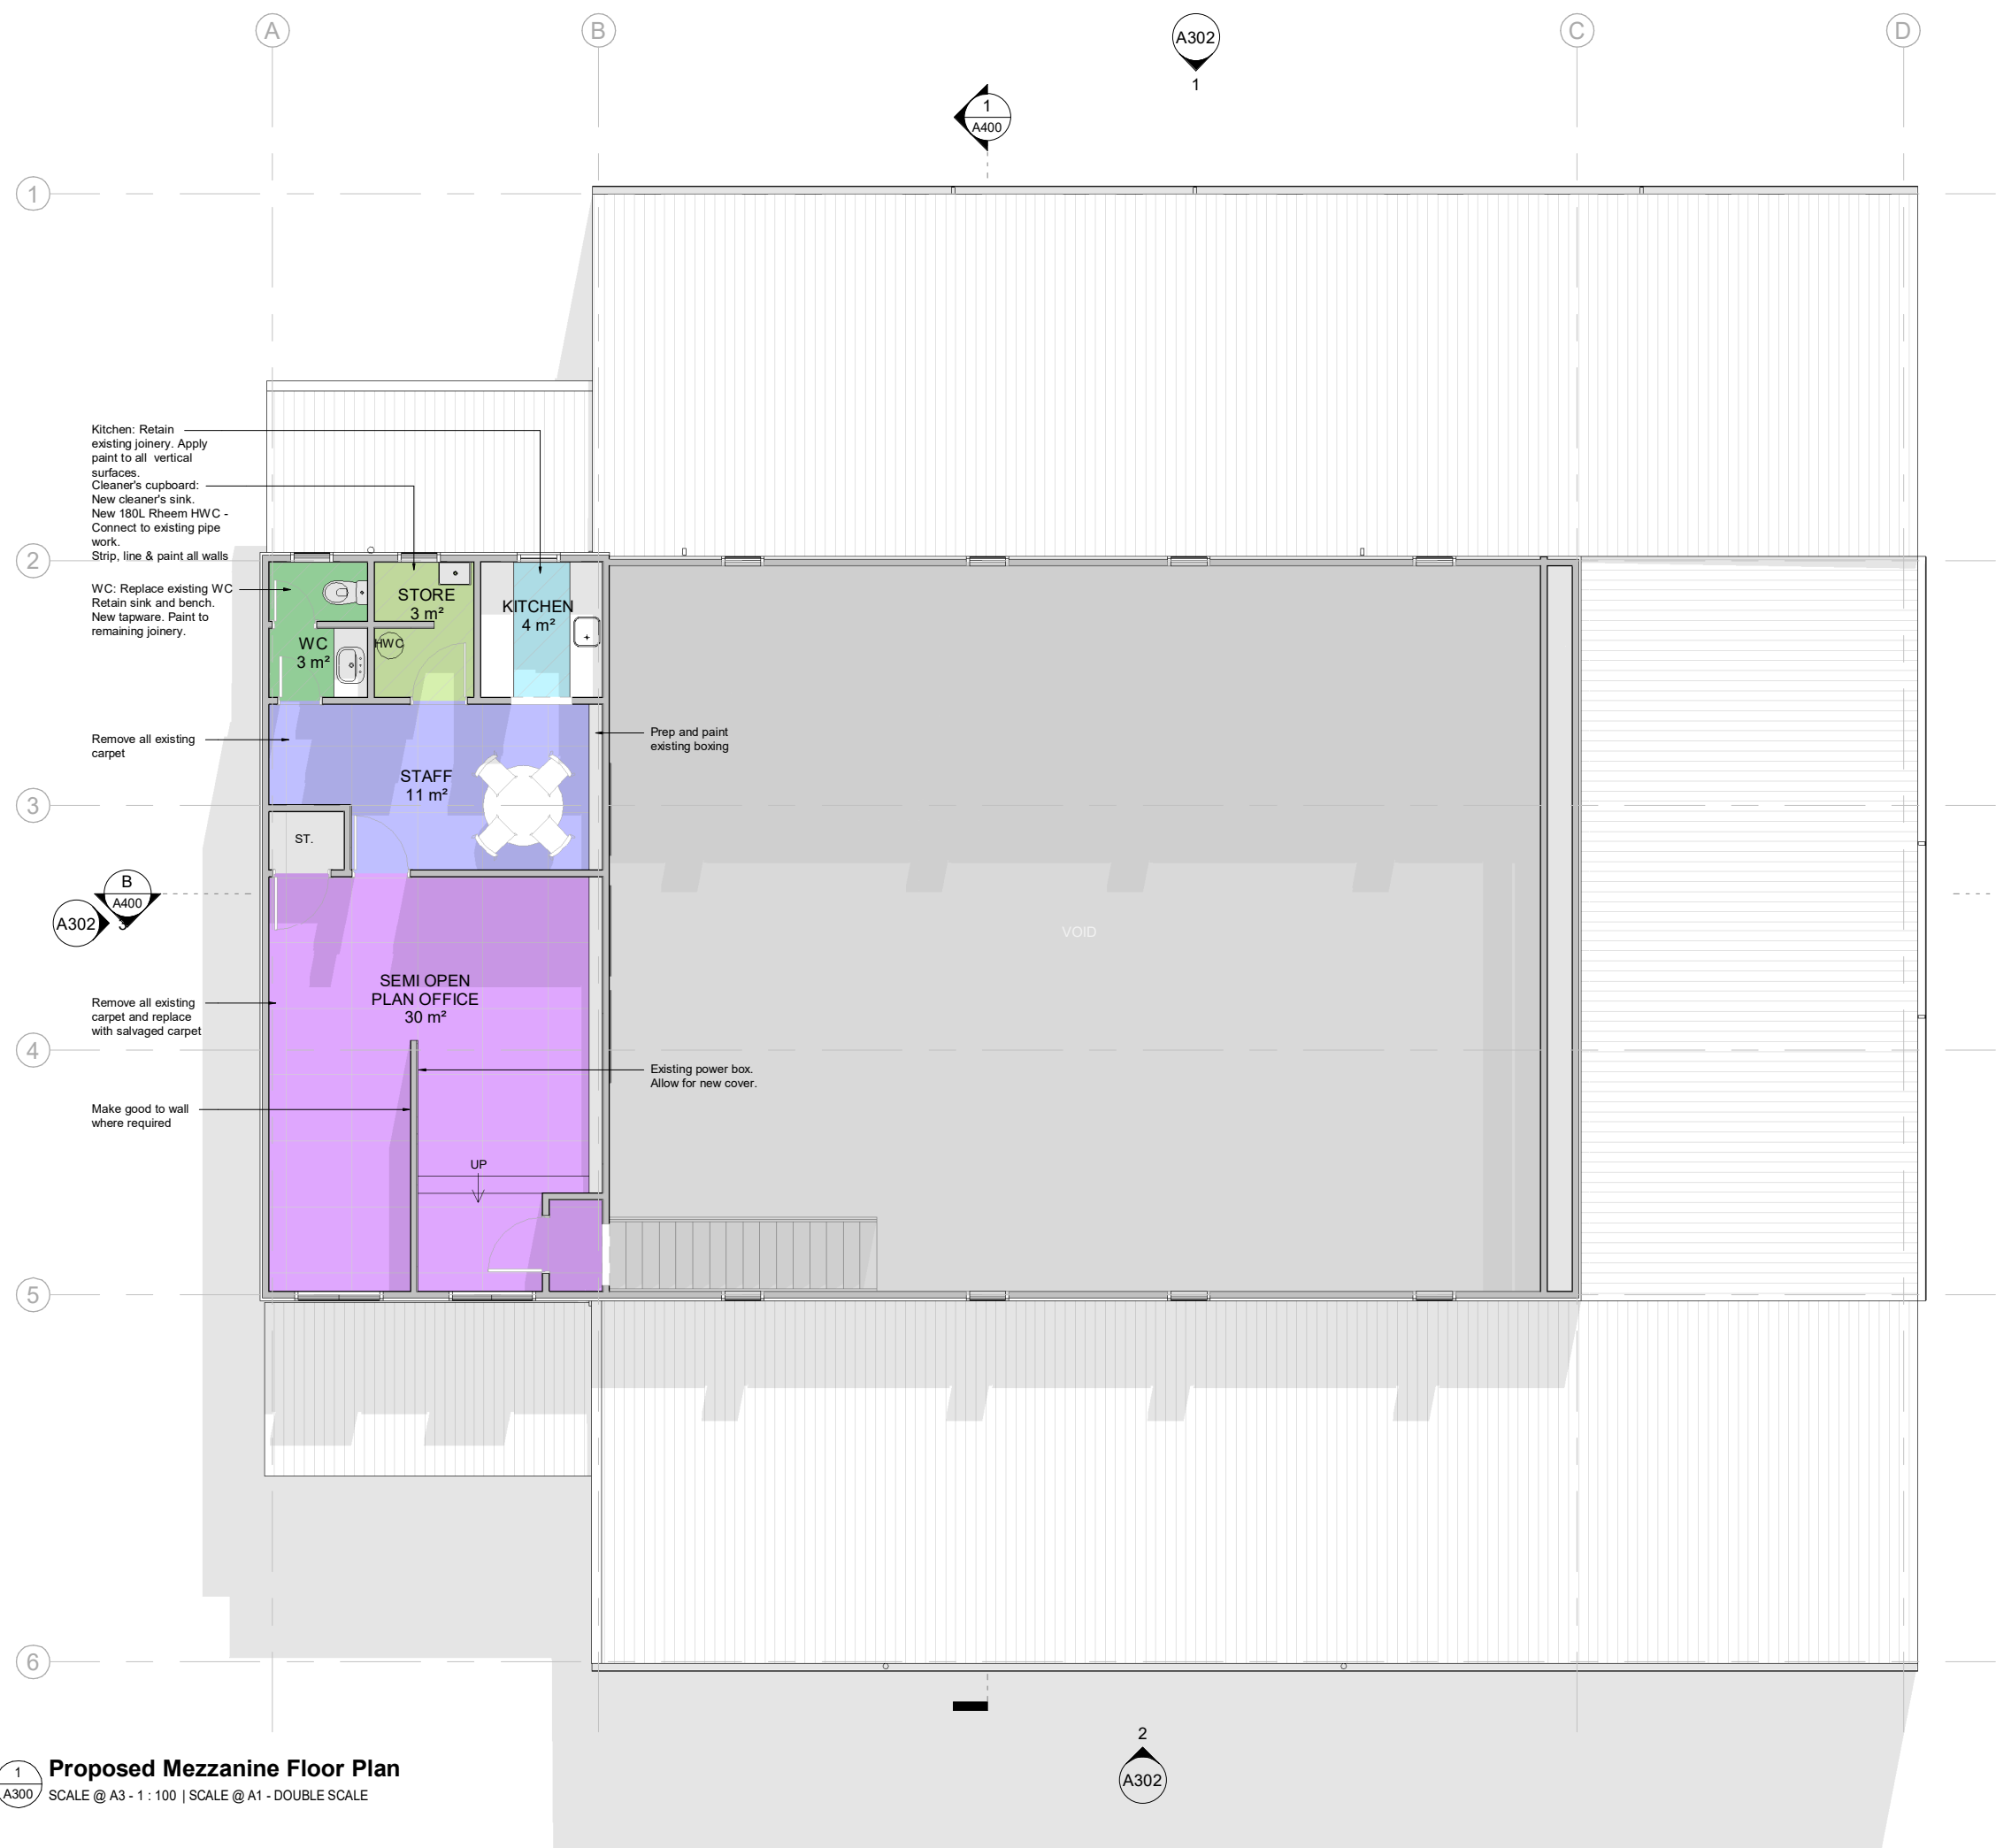 A
B
C
D
A302
1
1
A400
1
2
3
4
5
6
Kitchen: Retain
existing joinery. Apply
paint to all vertical
surfaces.
Cleaner's cupboard:
New cleaner's sink.
New 180L Rheem HWC -
Connect to existing pipe
work.
Strip, line & paint all walls
WC: Replace existing WC
Retain sink and bench.
New tapware. Paint to
remaining joinery.
STORE
3 m²
KITCHEN
4 m²
HWC
WC
3 m²
Remove all existing
carpet
Prep and paint
existing boxing
STAFF
11 m²
ST.
B
A400
A302
3
VOID
SEMI OPEN
PLAN OFFICE
30 m²
Remove all existing
carpet and replace
with salvaged carpet
Existing power box.
Allow for new cover.
Make good to wall
where required
UP
2
A302
1
A300
Proposed Mezzanine Floor Plan
SCALE @ A3 - 1 : 100 | SCALE @ A1 - DOUBLE SCALE